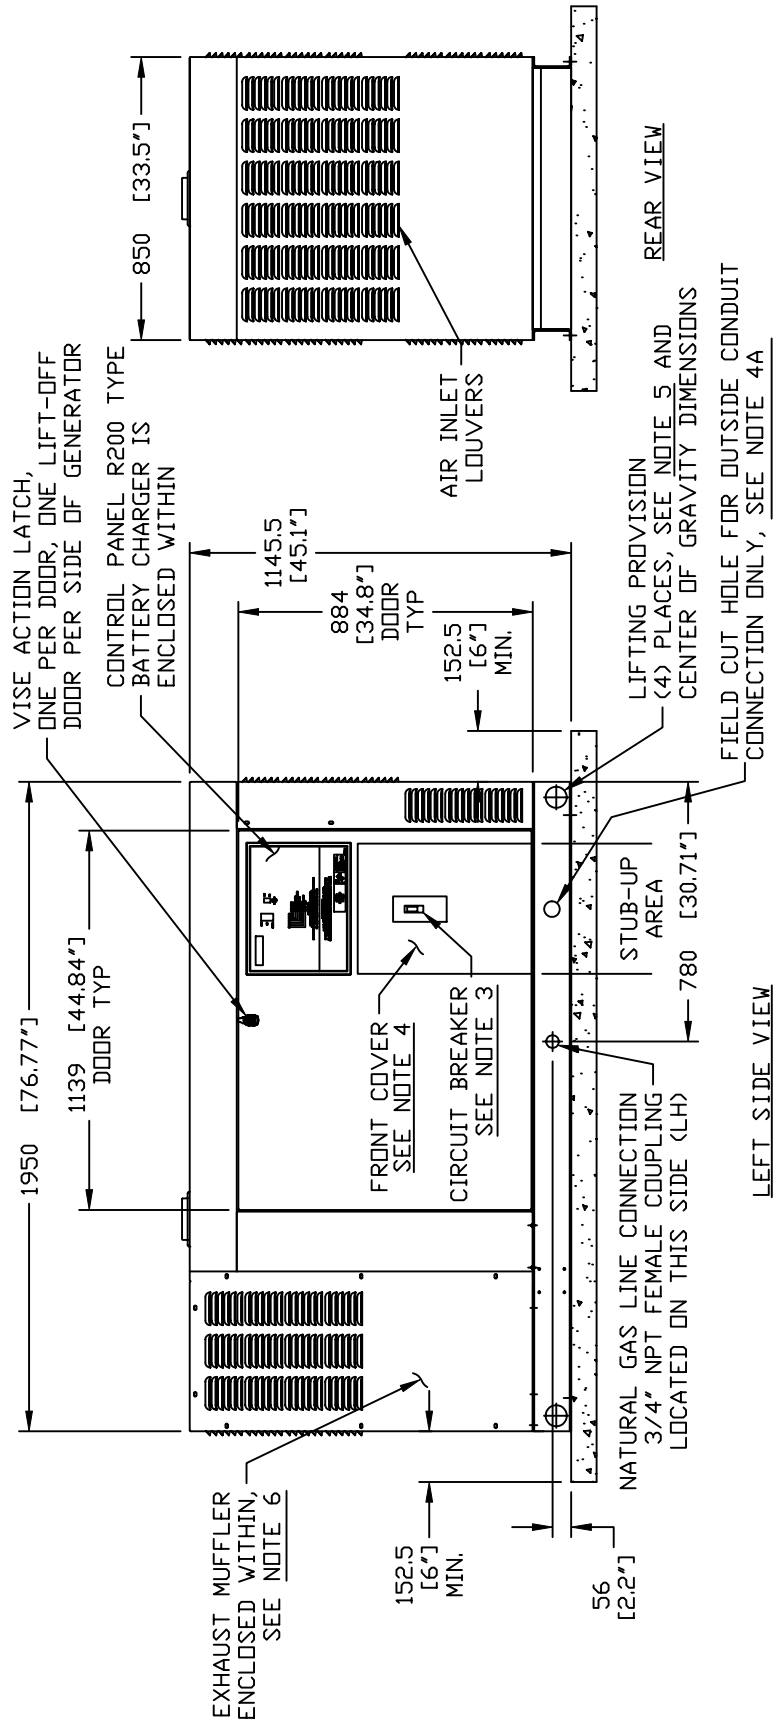 VISE ACTION LATCH,
ONE PER DOOR, ONE LIFT-OFF
DOOR PER SIDE OF GENERATOR
CONTROL PANEL R200 TYPE
BATTERY CHARGER IS
ENCLOSED WITHIN
1950 [76.77"]
1139 [44.84"]
DOOR TYP
850 [33.5"]
EXHAUST MUFFLER
ENCLOSED WITHIN,
SEE NOTE 6
FRONT COVER
SEE NOTE 4
CIRCUIT BREAKER
SEE NOTE 3
1145.5
[45.1"]
884
[34.8"]
DOOR
TYP
152.5
[6"]
MIN.
AIR INLET
LOUVERS
152.5
[6"]
MIN.
56
[2.2"]
NATURAL GAS LINE CONNECTION
3/4" NPT FEMALE COUPLING
LOCATED ON THIS SIDE (LH)
STUB-UP
AREA
780 [30.71"]
LIFTING PROVISION
(4) PLACES, SEE NOTE 5 AND
CENTER OF GRAVITY DIMENSIONS
FIELD CUT HOLE FOR OUTSIDE CONDUIT
CONNECTION ONLY, SEE NOTE 4A
LEFT SIDE VIEW
REAR VIEW